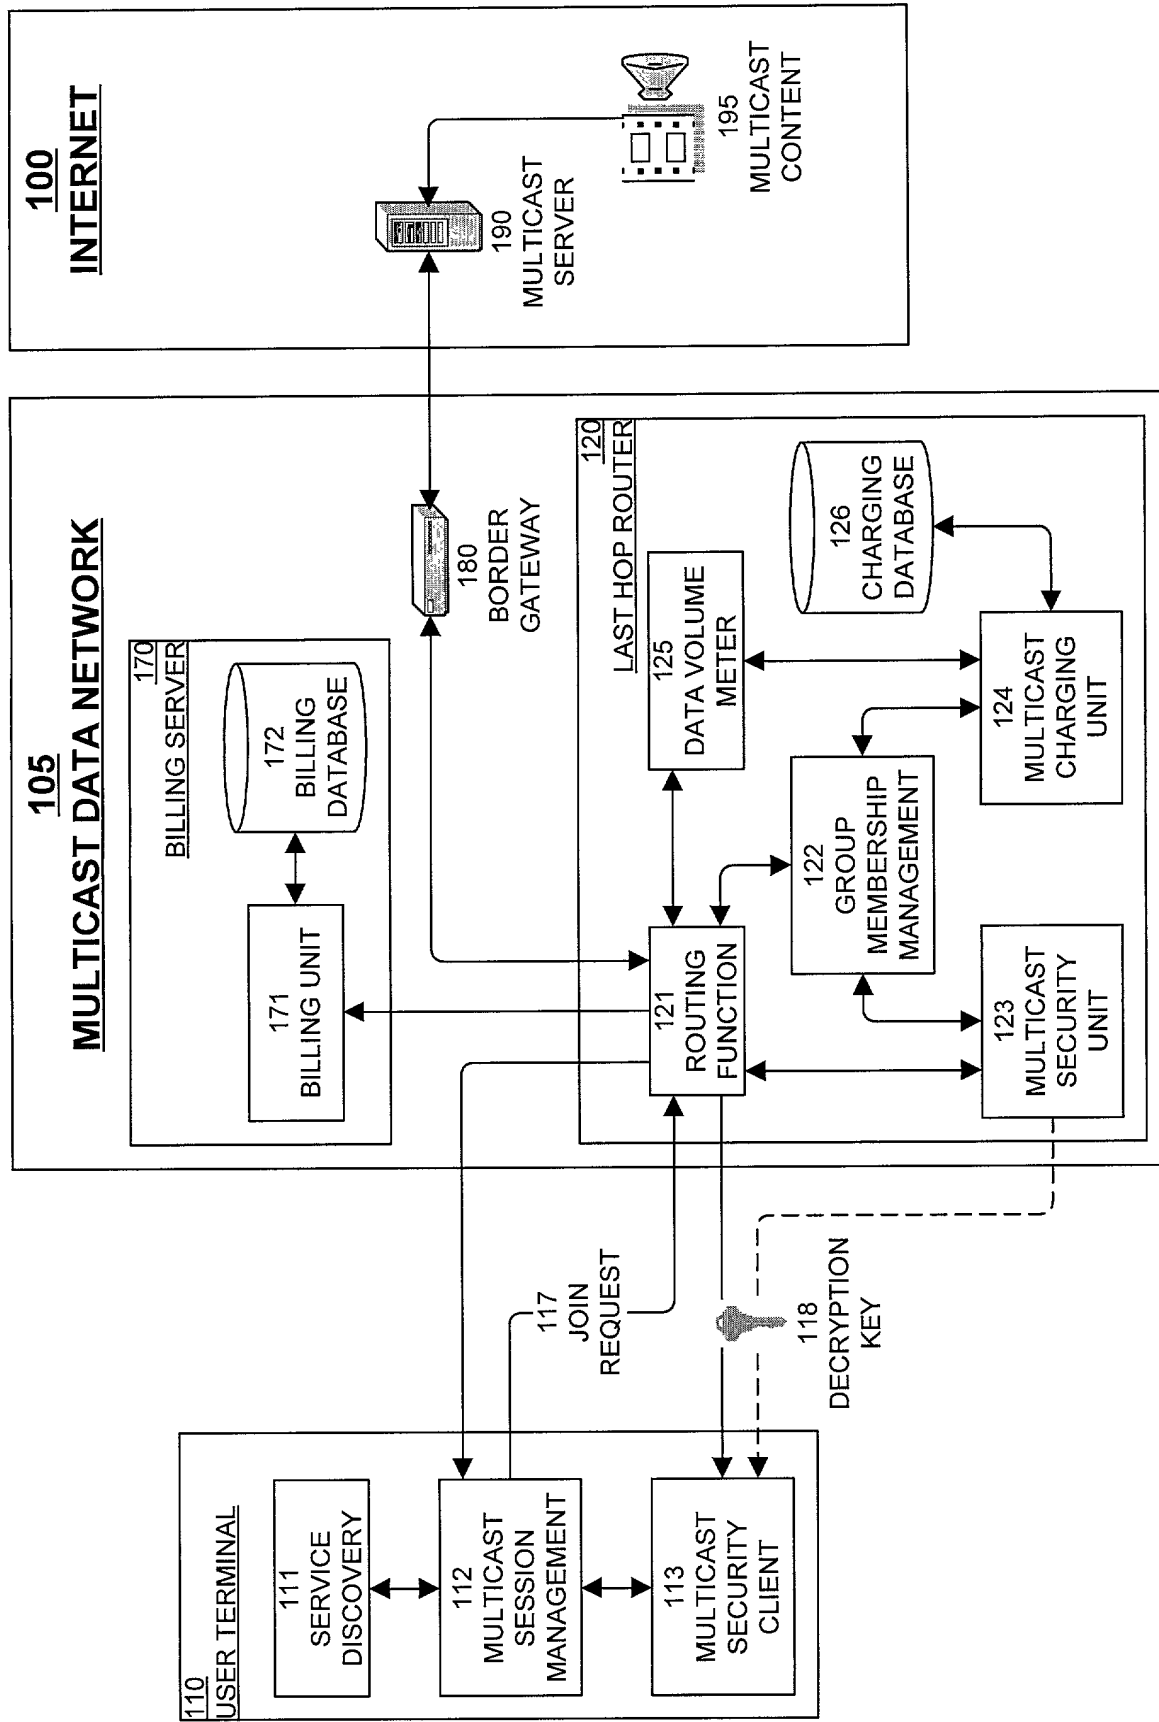 110
USER TERMINAL
111
SERVICE
DISCOVERY
112
MULTICAST
SESSION
MANAGEMENT
113
MULTICAST
SECURITY
CLIENT
117
JOIN
REQUEST
118
DECRYPTION
KEY
105
MULTICAST DATA NETWORK
170
BILLING SERVER
171
BILLING UNIT
172
BILLING
DATABASE
180
BORDER
GATEWAY
120
LAST HOP ROUTER
121
ROUTING
FUNCTION
125
DATA VOLUME
METER
122
GROUP
MEMBERSHIP
MANAGEMENT
126
CHARGING
DATABASE
123
MULTICAST
SECURITY
UNIT
124
MULTICAST
CHARGING
UNIT
100
INTERNET
190
MULTICAST
SERVER
195
MULTICAST
CONTENT